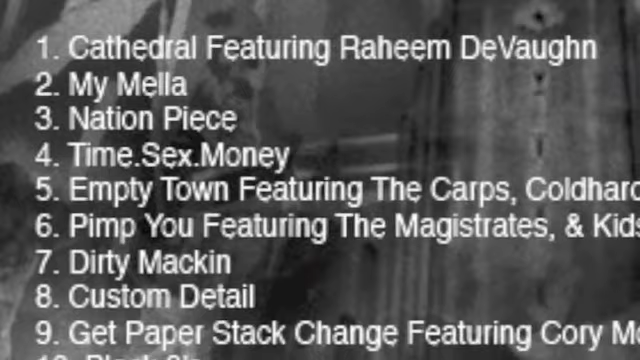 1. Cathedral Featuring Raheem DeVaughn
2. My Mella
3. Nation Piece
4. Time.Sex.Money
5. Empty Town Featuring The Carps,
6. Pimp You Featuring The Magistrates, &
7. Dirty Mackin
8. Custom Detail
9. Get Paper Stack Change Featuring Cory